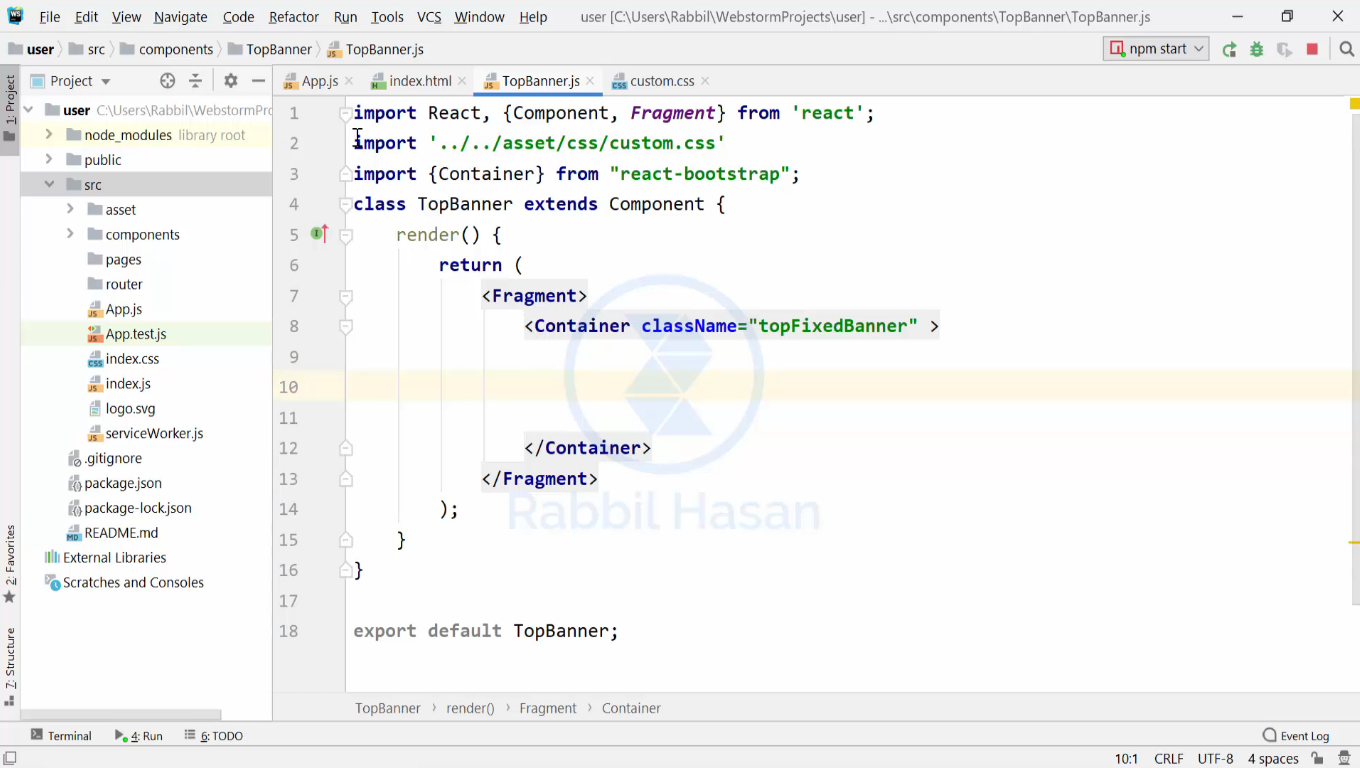 WS File Edit View Navigate Code Refactor Run Tools VCS Window Help user [C:\Users\Rabbil\WebstormProjects\user] - ...\src\components\TopBanner\TopBanner.js
user src components TopBanner TopBanner.js npm start
1: Project
Project
App.js index.html TopBanner.js custom.css
user C:\Users\Rabbil\WebstormPro
node_modules library root
public
src
asset
components
pages
router
App.js
App.test.js
index.css
index.js
logo.svg
serviceWorker.js
.gitignore
package.json
package-lock.json
README.md
External Libraries
Scratches and Consoles
2: Favorites
7: Structure
1 import React, {Component, Fragment} from 'react';
2 import '../../asset/css/custom.css'
3 import {Container} from "react-bootstrap";
4 class TopBanner extends Component {
5 render() {
6 return (
7 <Fragment>
8 <Container className="topFixedBanner" >
9
10
11
12 </Container>
13 </Fragment>
14 );
15 }
16 }
17
18 export default TopBanner;
Rabbil Hasan
TopBanner › render() › Fragment › Container
Terminal 4: Run 6: TODO Event Log
10:1 CRLF UTF-8 4 spaces